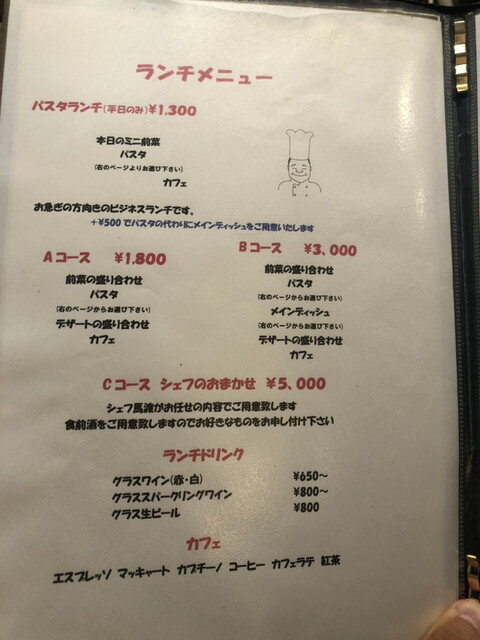 ランチメニュー
パスタランチ(平日のみ)¥1.300
本日のミニ前菜
パスタ
(右のページよりお選び下さい)
カフェ
お急ぎの方向きのビジネスランチです。
+¥500でパスタの代わりにメインディッシュをご用意いたします
Aコース ¥1.800
前菜の盛り合わせ
パスタ
(右のページからお選び下さい)
デザートの盛り合わせ
カフェ
Bコース ¥3、000
前菜の盛り合わせ
パスタ
(右のページからお選び下さい)
メインディッシュ
(右のページからお選び下さい)
デザートの盛り合わせ
カフェ
Cコース シェフのおまかせ ¥5、000
シェフ馬渡がお任せの内容でご用意致します
食前酒をご用意致しますのでお好きなものをお申し付け下さい
ランチドリンク
グラスワイン(赤・白) ¥650~
グラススパークリングワイン ¥800~
グラス生ビール ¥800
カフェ
エスプレッソ マッキャート カプチーノ コーヒー カフェラテ 紅茶